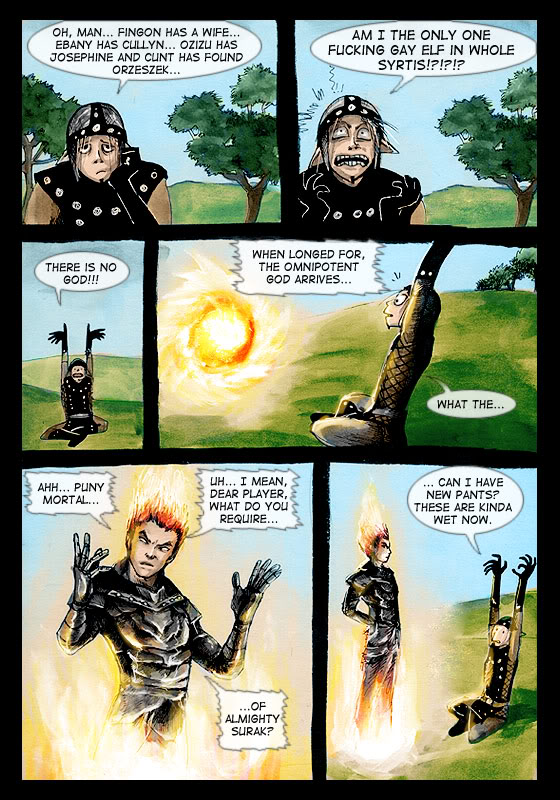 OH, MAN... FINGON HAS A WIFE...
EBANY HAS CULLYN... OZIZU HAS
JOSEPHINE AND CUNT HAS FOUND
ORZESZEK...
AM I THE ONLY ONE
FUCKING GAY ELF IN WHOLE
SYRTIS!?!?!?
THERE IS NO
GOD!!!
WHEN LONGED FOR,
THE OMNIPOTENT
GOD ARRIVES...
WHAT THE...
AHH... PUNY
MORTAL...
UH... I MEAN,
DEAR PLAYER,
WHAT DO YOU
REQUIRE...
...OF
ALMIGHTY
SURAK?
... CAN I HAVE
NEW PANTS?
THESE ARE KINDA
WET NOW.